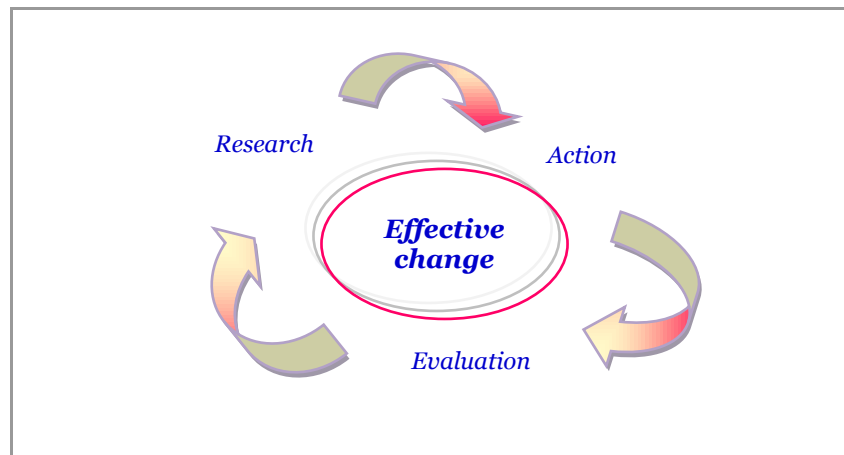 Research
Action
Effective
change
Evaluation